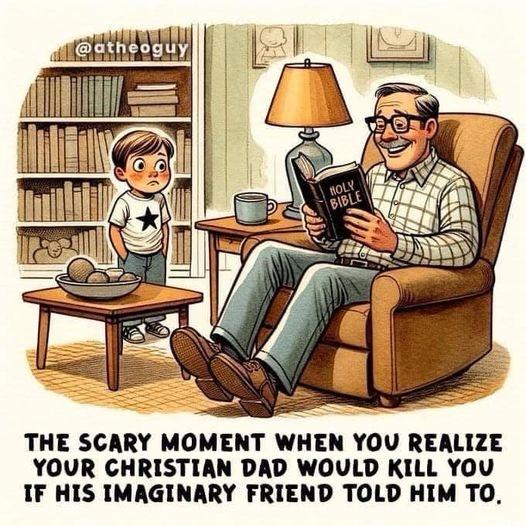 @atheoguy
HOLY
BIBLE
THE SCARY MOMENT WHEN YOU REALIZE
YOUR CHRISTIAN DAD WOULD KILL YOU
IF HIS IMAGINARY FRIEND TOLD HIM TO.